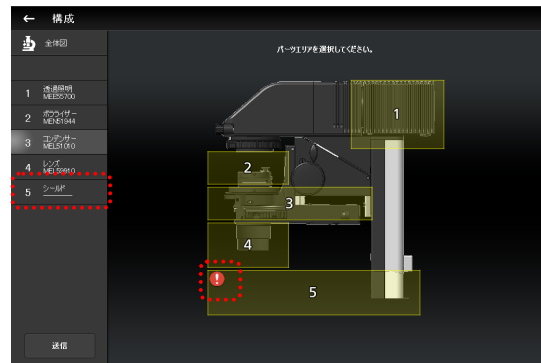 ← 構成
全体図
パーツエリアを選択してください。
1 透過照明
MEE55700
2 ポラライザー
MEN51944
3 コンデンサー
MEL51010
4 レンズ
MEL59910
5 シールド
送信
1
2
3
4
!
5